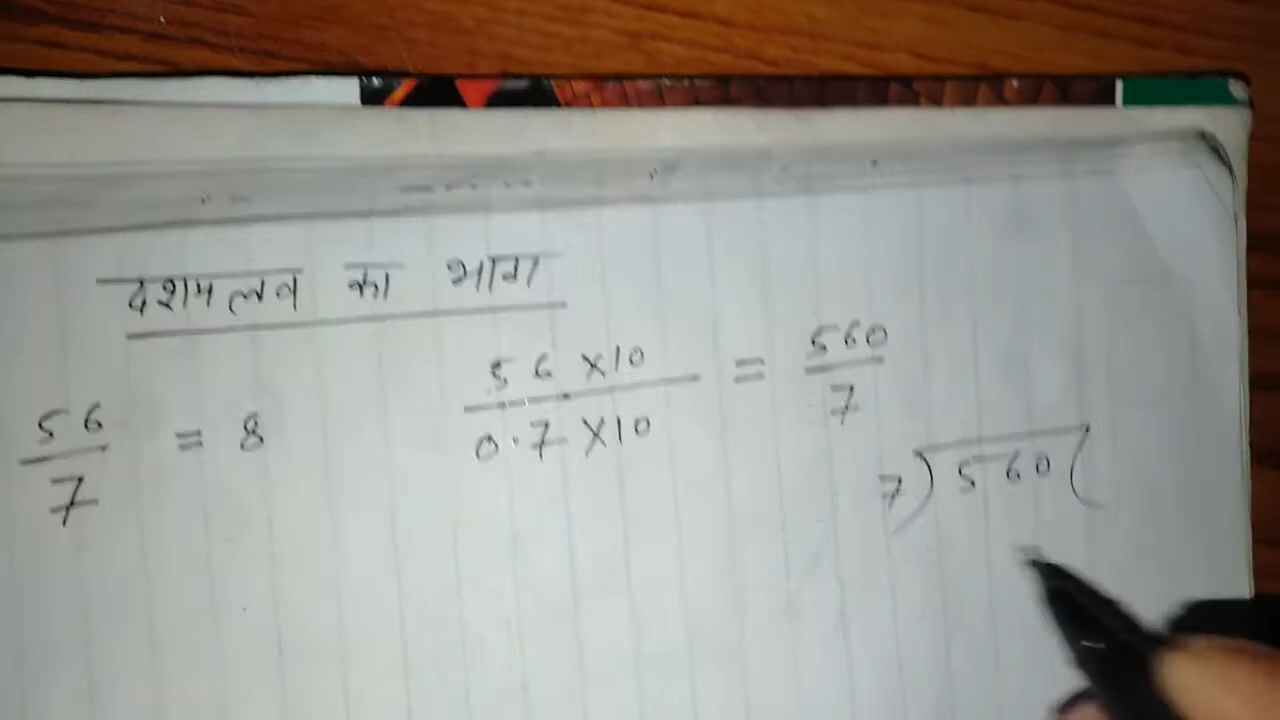 दशमलव का भाग
56/7 = 8
56 x10/0.7 x10 = 560/7
7)560(